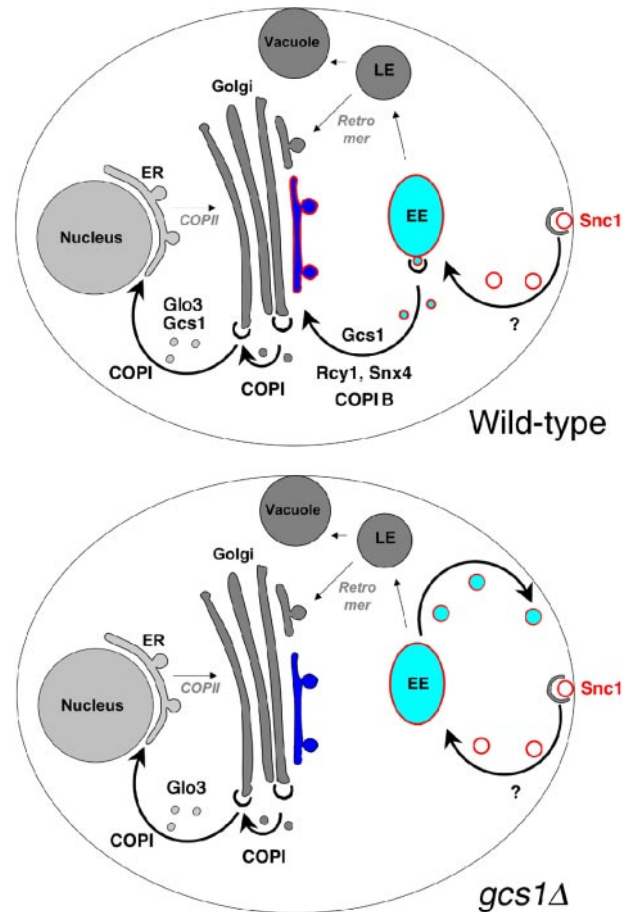 Vacuole
LE
Golgi
Retro
mer
ER
COPII
EE
Snc1
Nucleus
Glo3
Gcs1
Gcs1
?
COPI
COPI
Rcy1, Snx4
COPI B
Wild-type
Vacuole
LE
Golgi
Retro
mer
ER
COPII
EE
Snc1
Nucleus
Glo3
?
COPI
COPI
gcs1Δ